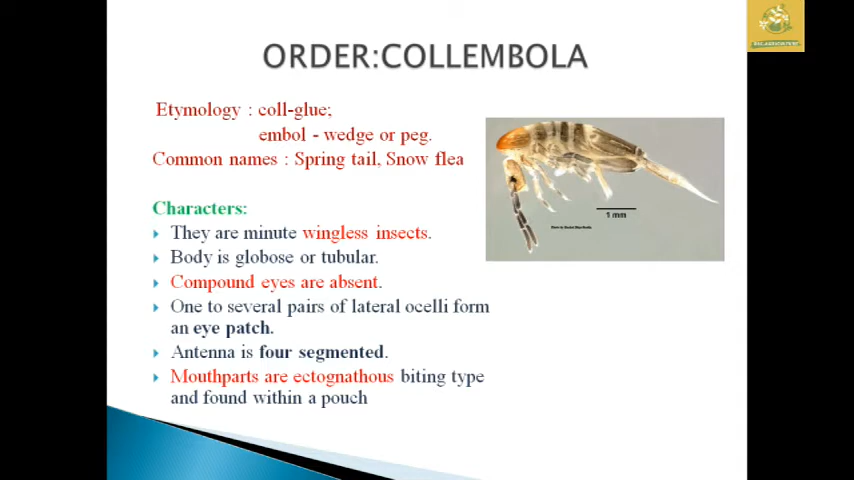 ORDER:COLLEMBOLA
Etymology : coll-glue;
embol - wedge or peg.
Common names : Spring tail, Snow flea
Characters:
They are minute wingless insects.
Body is globose or tubular.
Compound eyes are absent.
One to several pairs of lateral ocelli form
an eye patch.
Antenna is four segmented.
Mouthparts are ectognathous biting type
and found within a pouch
1 mm